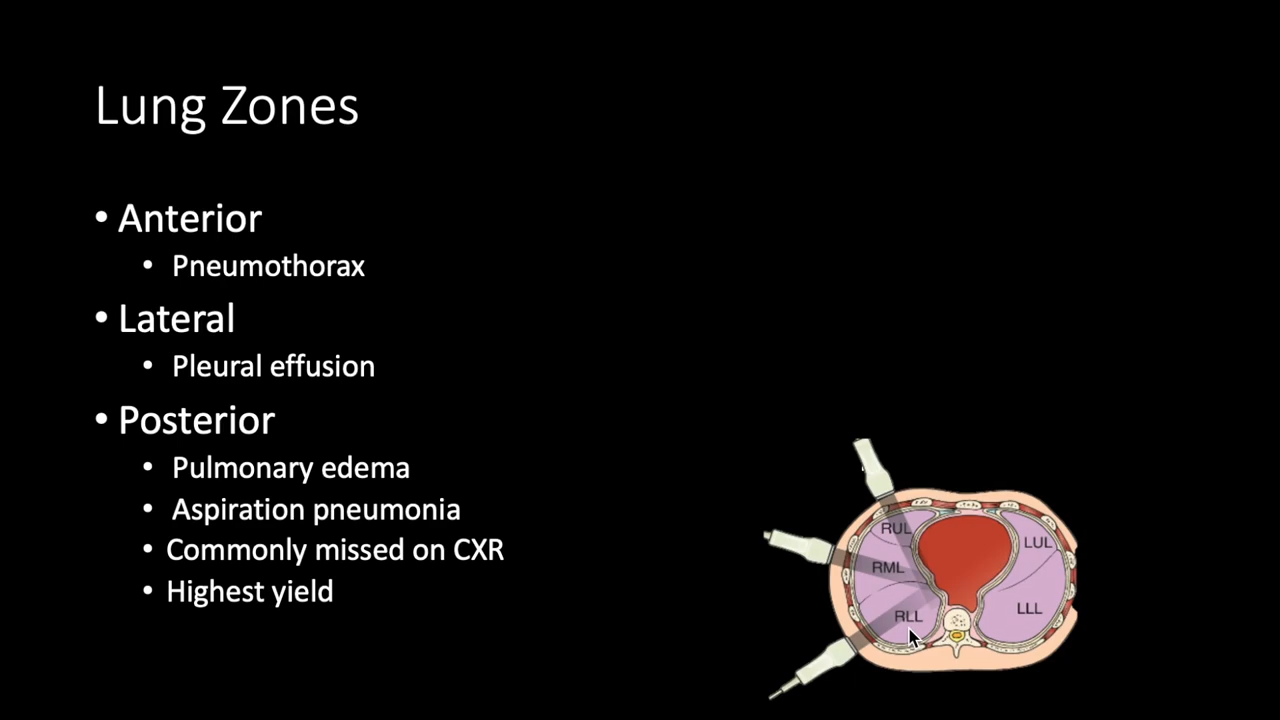 Lung Zones
• Anterior
• Pneumothorax
• Lateral
• Pleural effusion
• Posterior
• Pulmonary edema
• Aspiration pneumonia
• Commonly missed on CXR
• Highest yield
RUL
LUL
RML
LLL
RLL